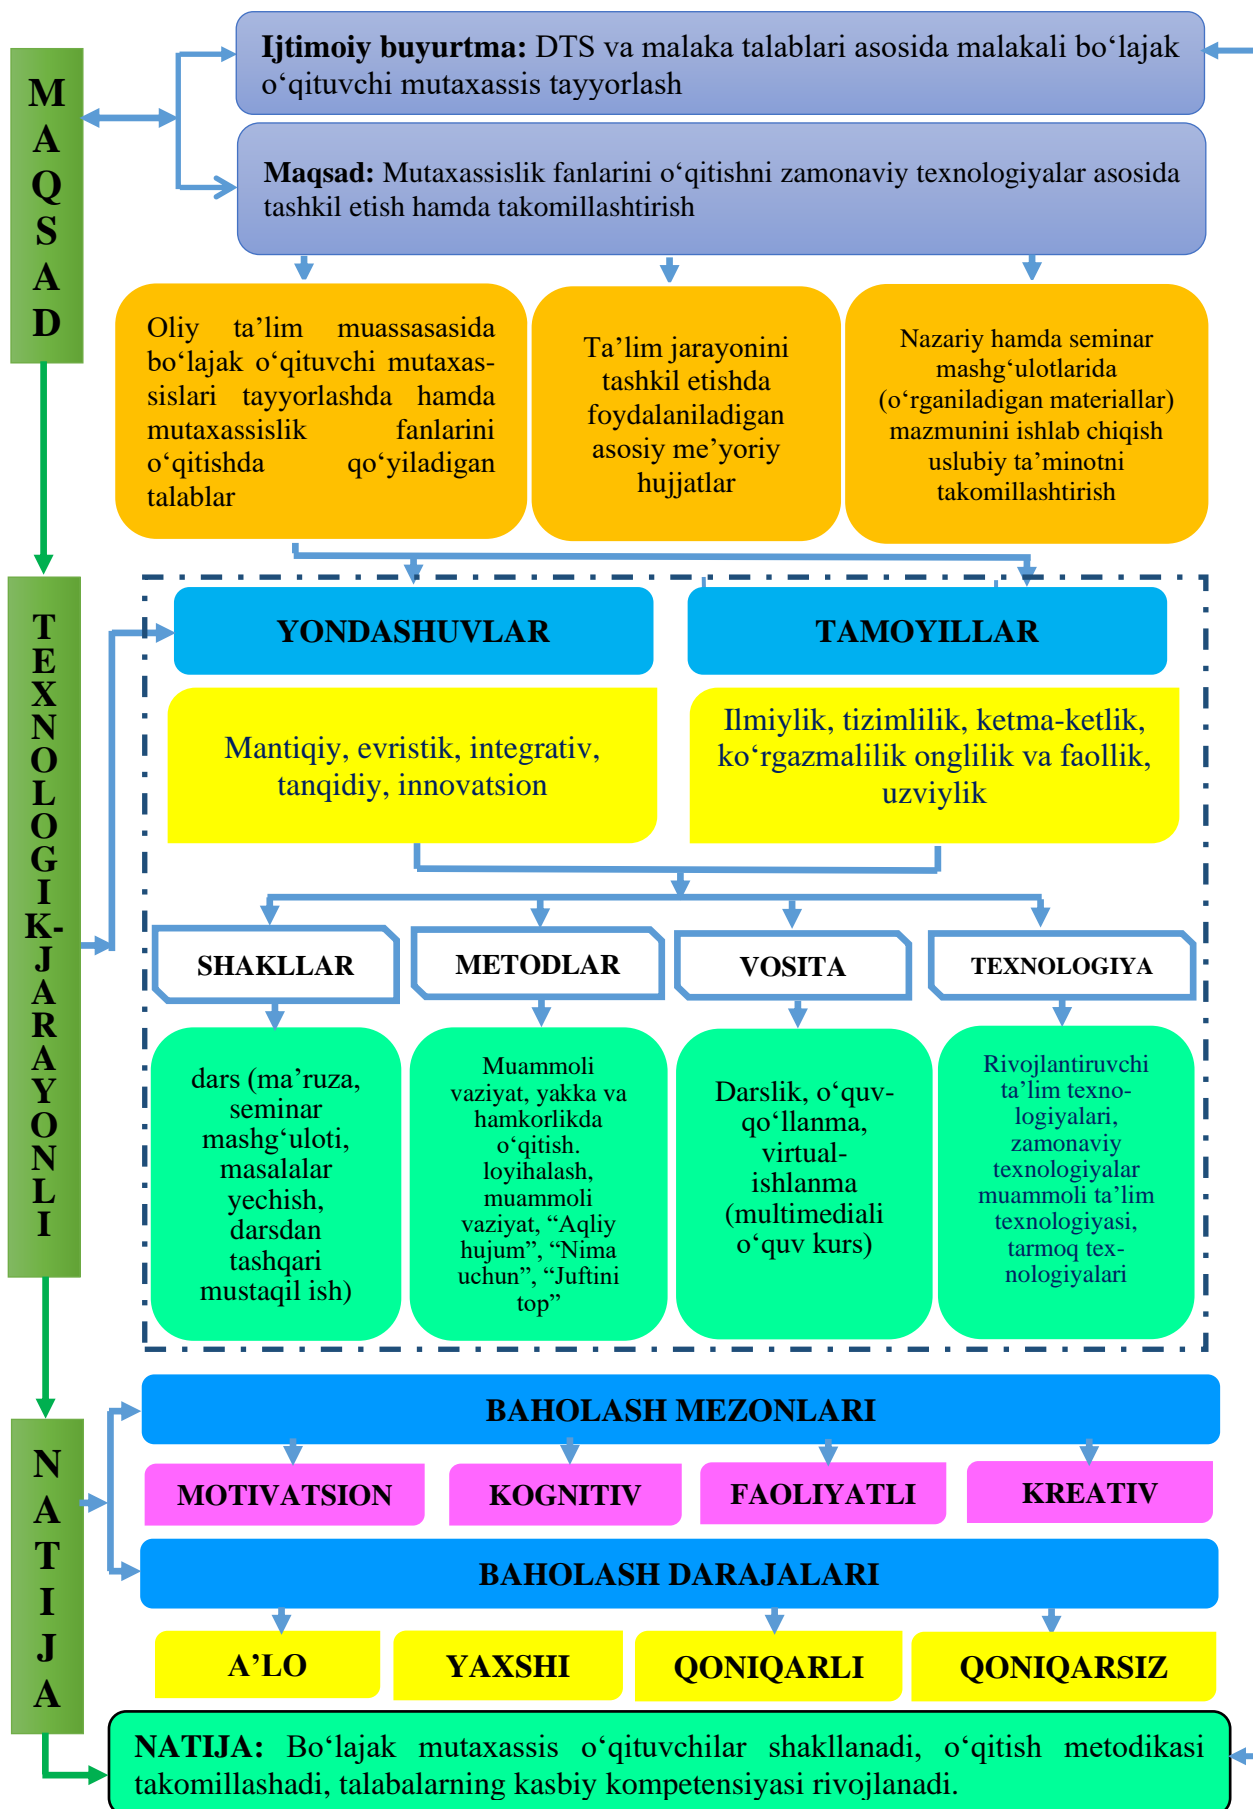 MAQSAD
Ijtimoiy buyurtma: DTS va malaka talablari asosida malakali bo‘lajak
o‘qituvchi mutaxassis tayyorlash
Maqsad: Mutaxassislik fanlarini o‘qitishni zamonaviy texnologiyalar asosida
tashkil etish hamda takomillashtirish
Oliy ta’lim muassasasida
bo‘lajak o‘qituvchi mutaxas-
sislari tayyorlashda hamda
mutaxassislik fanlarini
o‘qitishda qo‘yiladigan
talablar
Ta’lim jarayonini
tashkil etishda
foydalaniladigan
asosiy me’yoriy
hujjatlar
Nazariy hamda seminar
mashg‘ulotlarida
(o‘rganiladigan materiallar)
mazmunini ishlab chiqish
uslubiy ta’minotni
takomillashtirish
TEXNOLOGIK-JARAYONLI
YONDASHUVLAR
TAMOYILLAR
Mantiqiy, evristik, integrativ,
tanqidiy, innovatsion
Ilmiylik, tizimlilik, ketma-ketlik,
ko‘rgazmalilik onglilik va faollik,
uzviylik
SHAKLLAR
METODLAR
VOSITA
TEXNOLOGIYA
dars (ma’ruza,
seminar
mashg‘uloti,
masalalar
yechish,
darsdan
tashqari
mustaqil ish)
Muammoli
vaziyat, yakka va
hamkorlikda
o‘qitish.
loyihalash,
muammoli
vaziyat, “Aqliy
hujum”, “Nima
uchun”, “Juftini
top”
Darslik, o‘quv-
qo‘llanma,
virtual-
ishlanma
(multimediali
o‘quv kurs)
Rivojlantiruvchi
ta’lim texno-
logiyalari,
zamonaviy
texnologiyalar
muammoli ta’lim
texnologiyasi,
tarmoq tex-
nologiyalari
NATIJA
BAHOLASH MEZONLARI
MOTIVATSION
KOGNITIV
FAOLIYATLI
KREATIV
BAHOLASH DARAJALARI
A’LO
YAXSHI
QONIQARLI
QONIQARSIZ
NATIJA: Bo‘lajak mutaxassis o‘qituvchilar shakllanadi, o‘qitish metodikasi
takomillashadi, talabalarning kasbiy kompetensiyasi rivojlanadi.